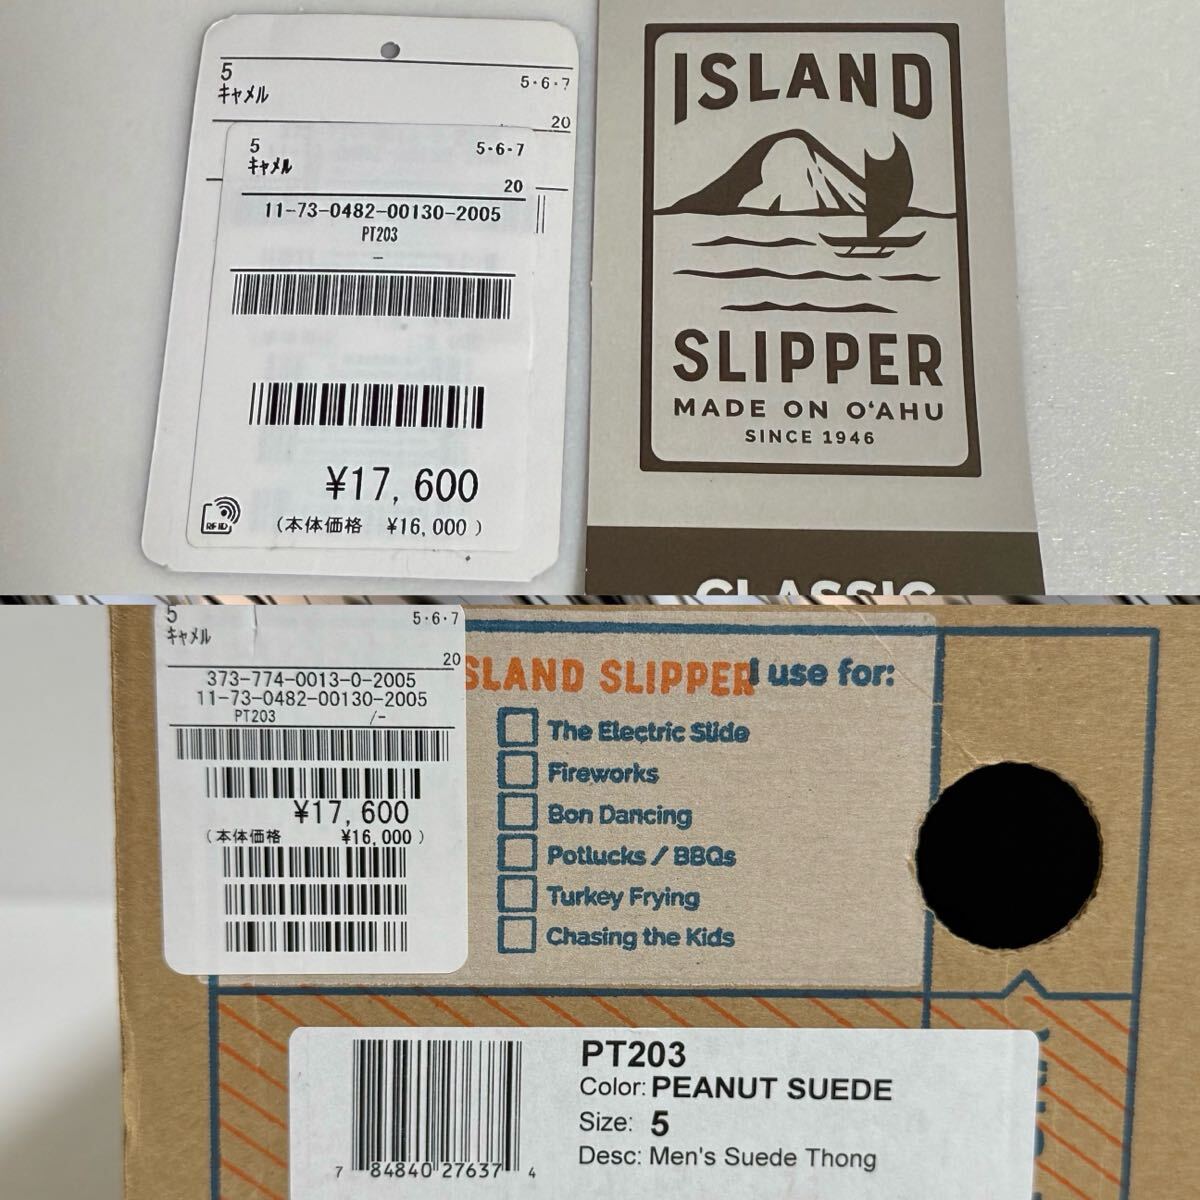 5
5・6・7
キャメル
20
5
5・6・7
キャメル
20
11-73-0482-00130-2005
PT203
-
¥17,600
(本体価格 ¥16,000)
RFID
ISLAND
SLIPPER
MADE ON O‘AHU
SINCE 1946
CLASSIC
5
5・6・7
キャメル
20
373-774-0013-0-2005
11-73-0482-00130-2005
PT203 /-
¥17,600
(本体価格 ¥16,000)
SLAND SLIPPER
I use for:
The Electric Slide
Fireworks
Bon Dancing
Potlucks / BBQs
Turkey Frying
Chasing the Kids
PT203
Color: PEANUT SUEDE
Size: 5
Desc: Men's Suede Thong
7 84840 27637 4